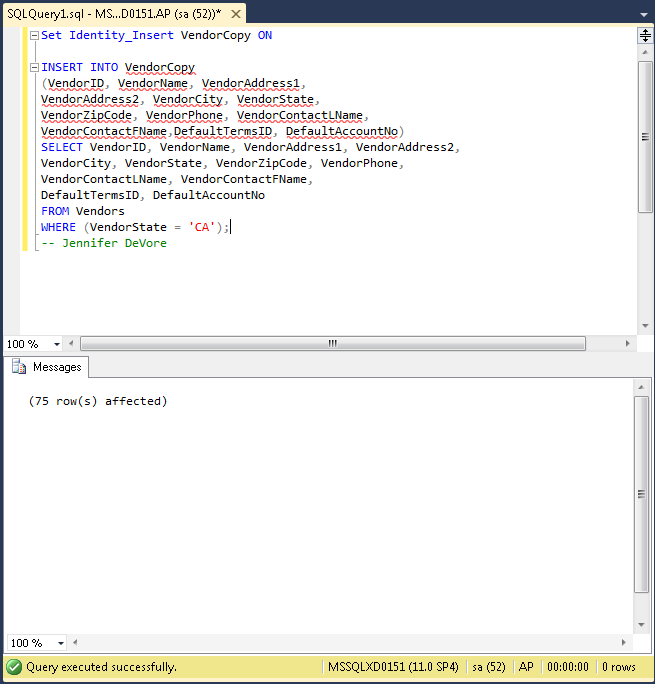 SQLQuery1.sql - MS...D0151.AP (sa (52))*
Set Identity_Insert VendorCopy ON
INSERT INTO VendorCopy
(VendorID, VendorName, VendorAddress1,
VendorAddress2, VendorCity, VendorState,
VendorZipCode, VendorPhone, VendorContactLName,
VendorContactFName,DefaultTermsID, DefaultAccountNo)
SELECT VendorID, VendorName, VendorAddress1, VendorAddress2,
VendorCity, VendorState, VendorZipCode, VendorPhone,
VendorContactLName, VendorContactFName,
DefaultTermsID, DefaultAccountNo
FROM Vendors
WHERE (VendorState = 'CA');
-- Jennifer DeVore
100 %
Messages
(75 row(s) affected)
100 %
Query executed successfully. MSSQLXD0151 (11.0 SP4) sa (52) AP 00:00:00 0 rows